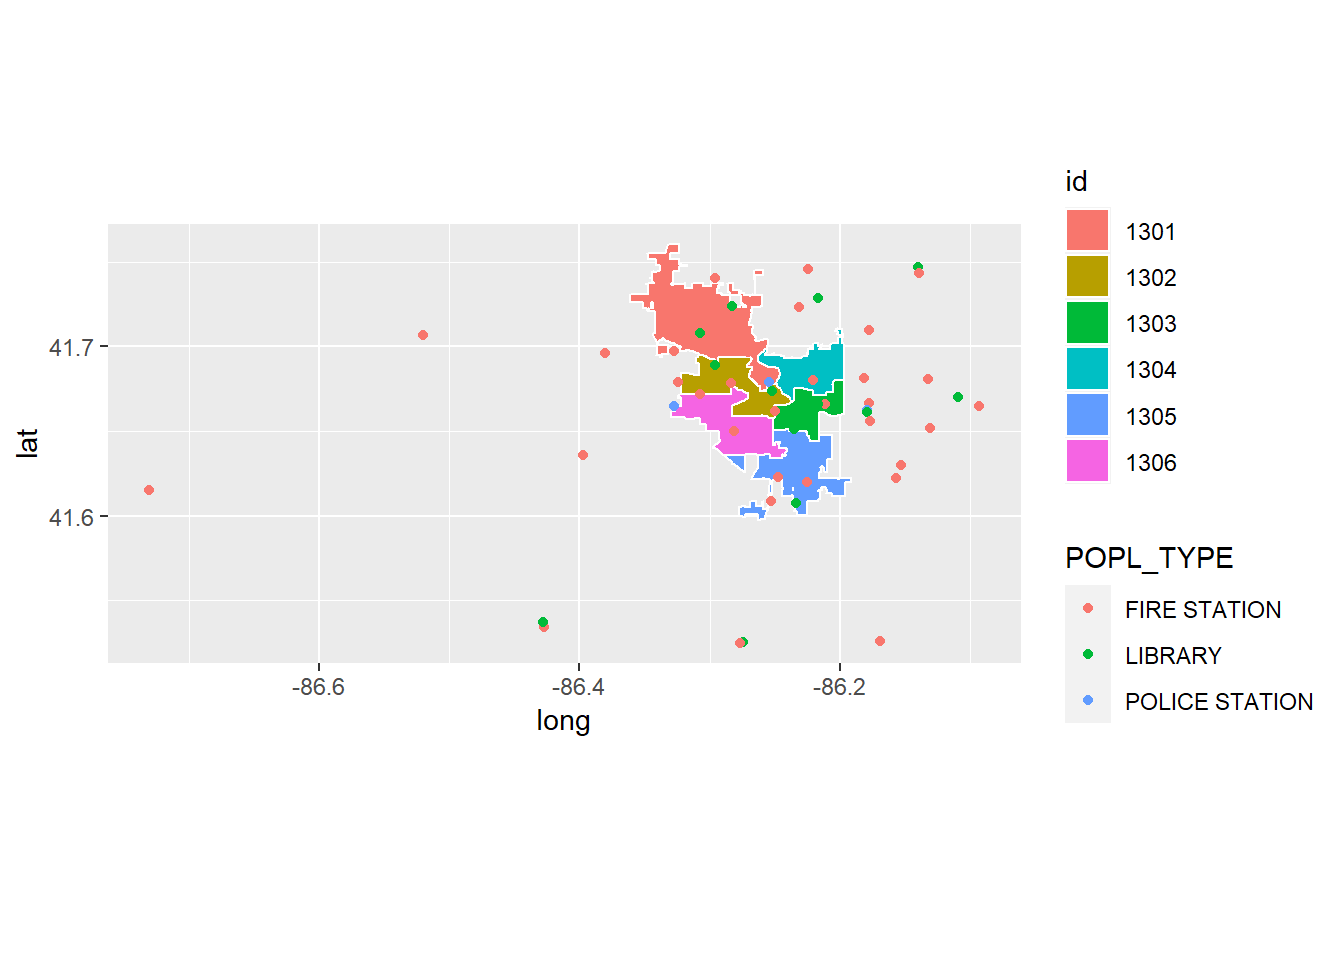 id
1301
1302
1303
1304
1305
1306
POPL_TYPE
FIRE STATION
LIBRARY
POLICE STATION
lat
41.7
41.6
-86.6
-86.4
-86.2
long